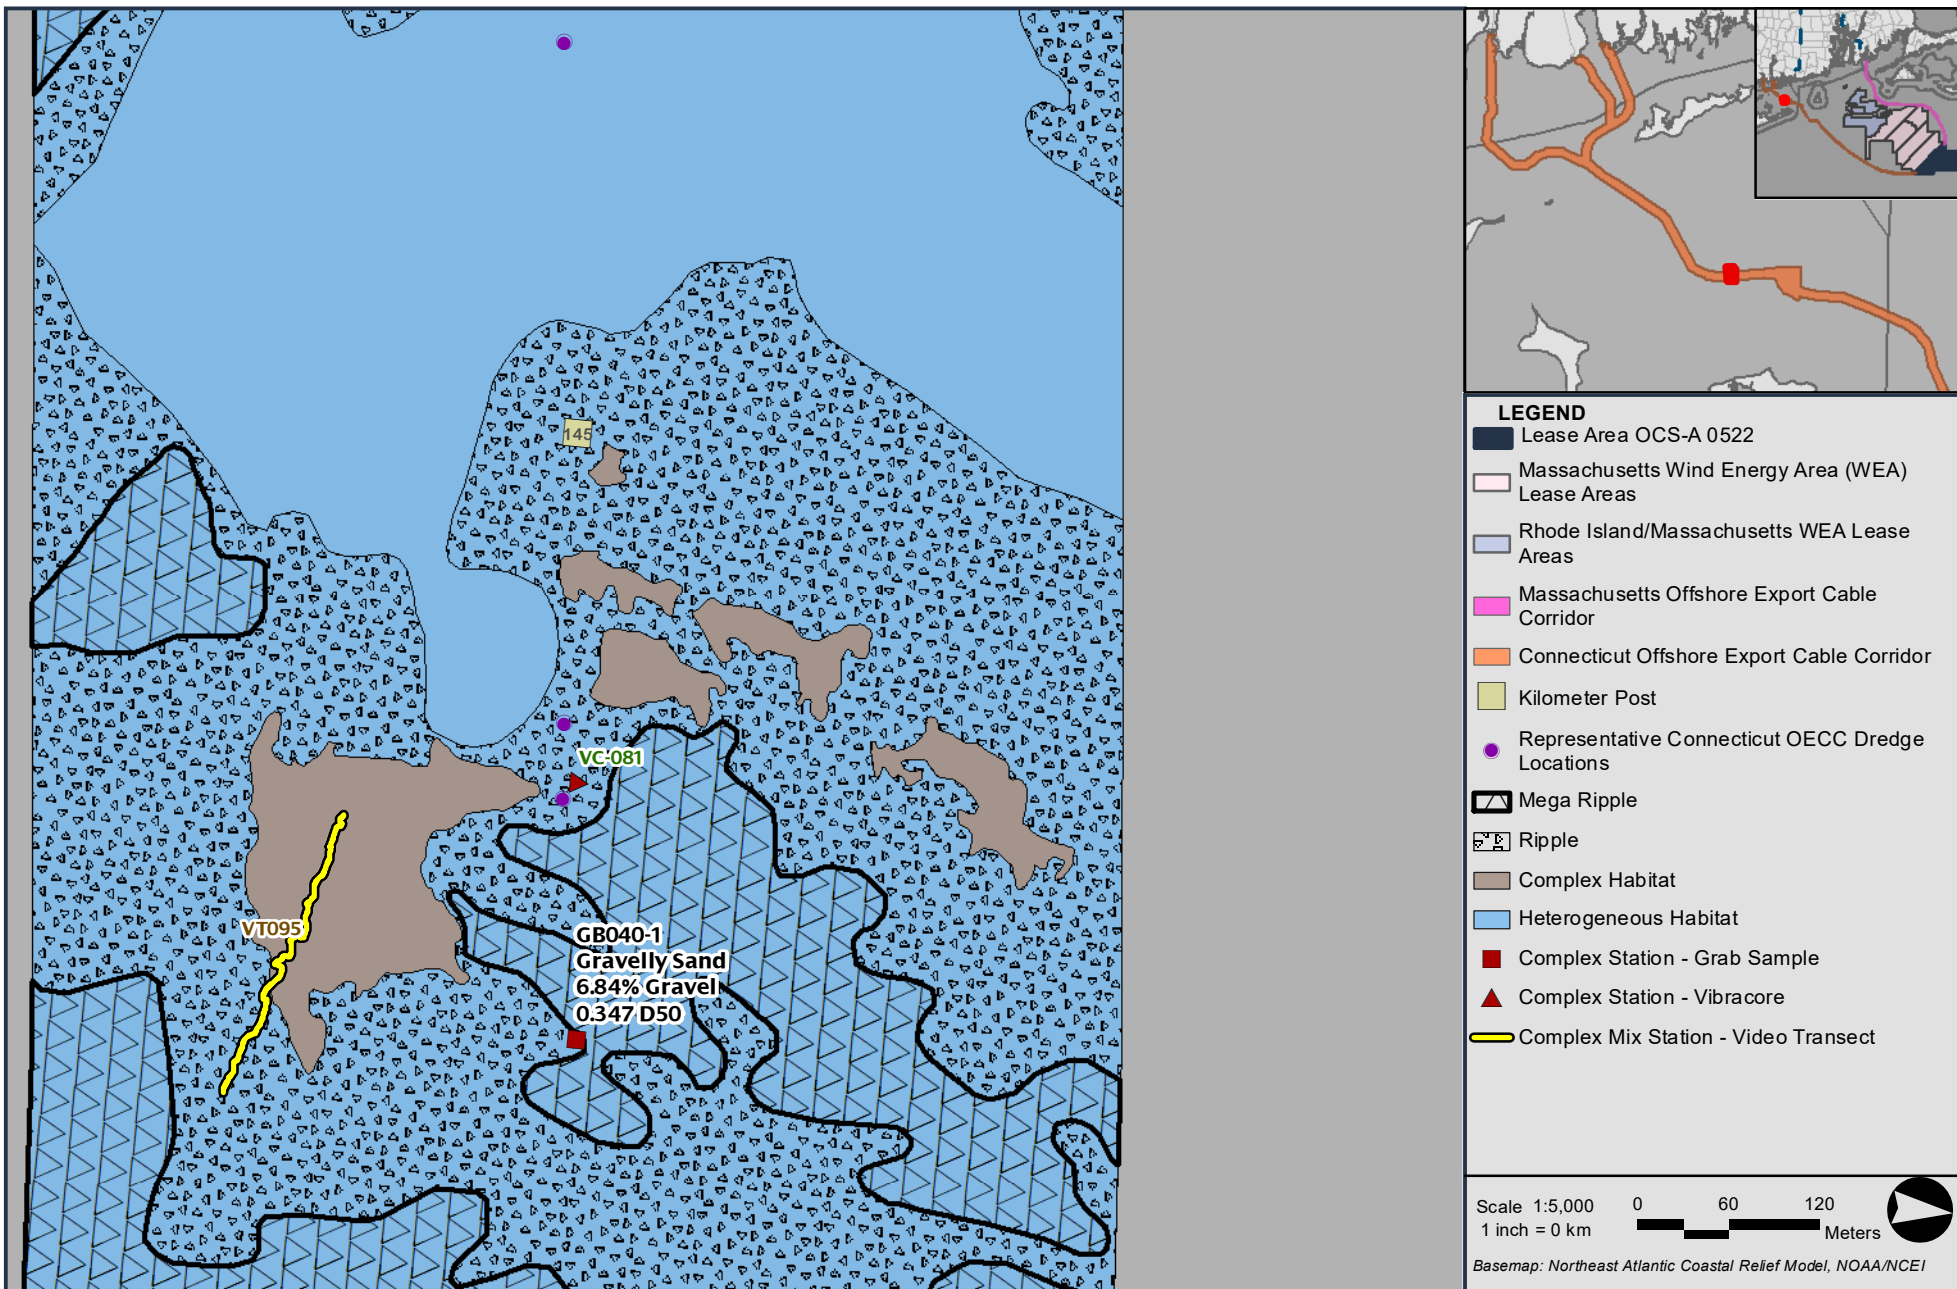 145
VC-081
VT095
GB040-1
Gravelly Sand
6.84% Gravel
0.347 D50
LEGEND
Lease Area OCS-A 0522
Massachusetts Wind Energy Area (WEA)
Lease Areas
Rhode Island/Massachusetts WEA Lease
Areas
Massachusetts Offshore Export Cable
Corridor
Connecticut Offshore Export Cable Corridor
Kilometer Post
Representative Connecticut OECC Dredge
Locations
Mega Ripple
Ripple
Complex Habitat
Heterogeneous Habitat
Complex Station - Grab Sample
Complex Station - Vibracore
Complex Mix Station - Video Transect
Scale 1:5,000
1 inch = 0 km
0 60 120
Meters
Basemap: Northeast Atlantic Coastal Relief Model, NOAA/NCEI